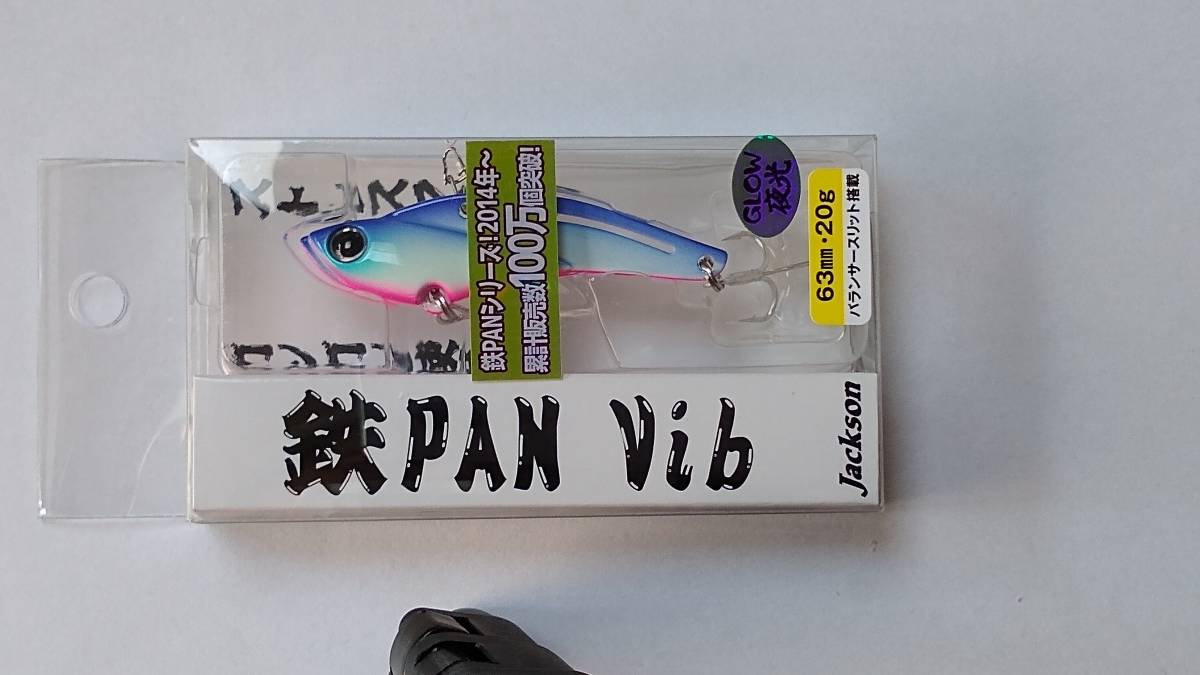 鉄PANシリーズ!2014年～
累計販売数100万個突破!
GLOW
夜光
63mm・20g
バランサースリット搭載
鉄PAN Vib
Jackson